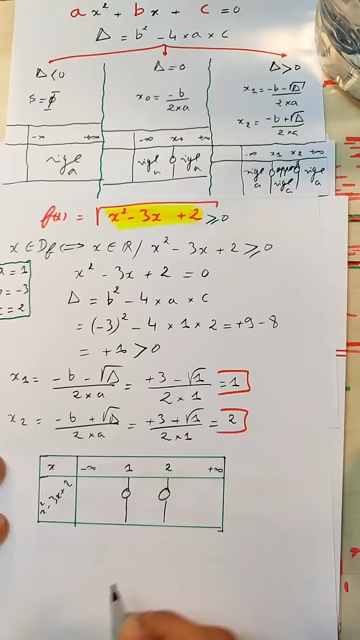 ax² + bx + c = 0
Δ = b² - 4 × a × c
Δ < 0 Δ = 0 Δ > 0
S = ∅ x₀ = -b / 2×a x₁ = -b-√Δ / 2×a
x₂ = -b+√Δ / 2×a
-∞ +∞ -∞ x₀ +∞ -∞ x₁ x₂ +∞
f(x) = √(x² - 3x + 2) ≥ 0
x ∈ Df ⟺ x ∈ ℝ / x² - 3x + 2 ≥ 0
a = 1
b = -3
c = 2
x² - 3x + 2 = 0
Δ = b² - 4 × a × c
= (-3)² - 4 × 1 × 2 = +9 - 8
= +1 > 0
x₁ = -b - √Δ / 2×a = +3 - √1 / 2×1 = 1
x₂ = -b + √Δ / 2×a = +3 + √1 / 2×1 = 2
x -∞ 1 2 +∞
x² - 3x + 2 0 0